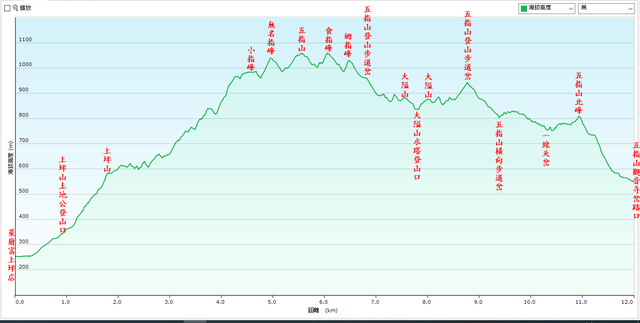 縮放
海拔高度
無
海拔高度 (m)
1100
1000
900
800
700
600
500
400
300
200
萊爾富上坪店
上坪山土地公登山口
上坪山
小指峰
無名指峰
五指山
食指峰
拇指峰
五指山登山步道岔
大隘山
大隘山水塔登山口
大隘山
五指山登山步道岔
五指山橫向步道岔
一線天岔
五指山北峰
五指山觀音寺岔路口
0.0
1.0
2.0
3.0
4.0
5.0
6.0
7.0
8.0
9.0
10.0
11.0
12.0
距離 (km)